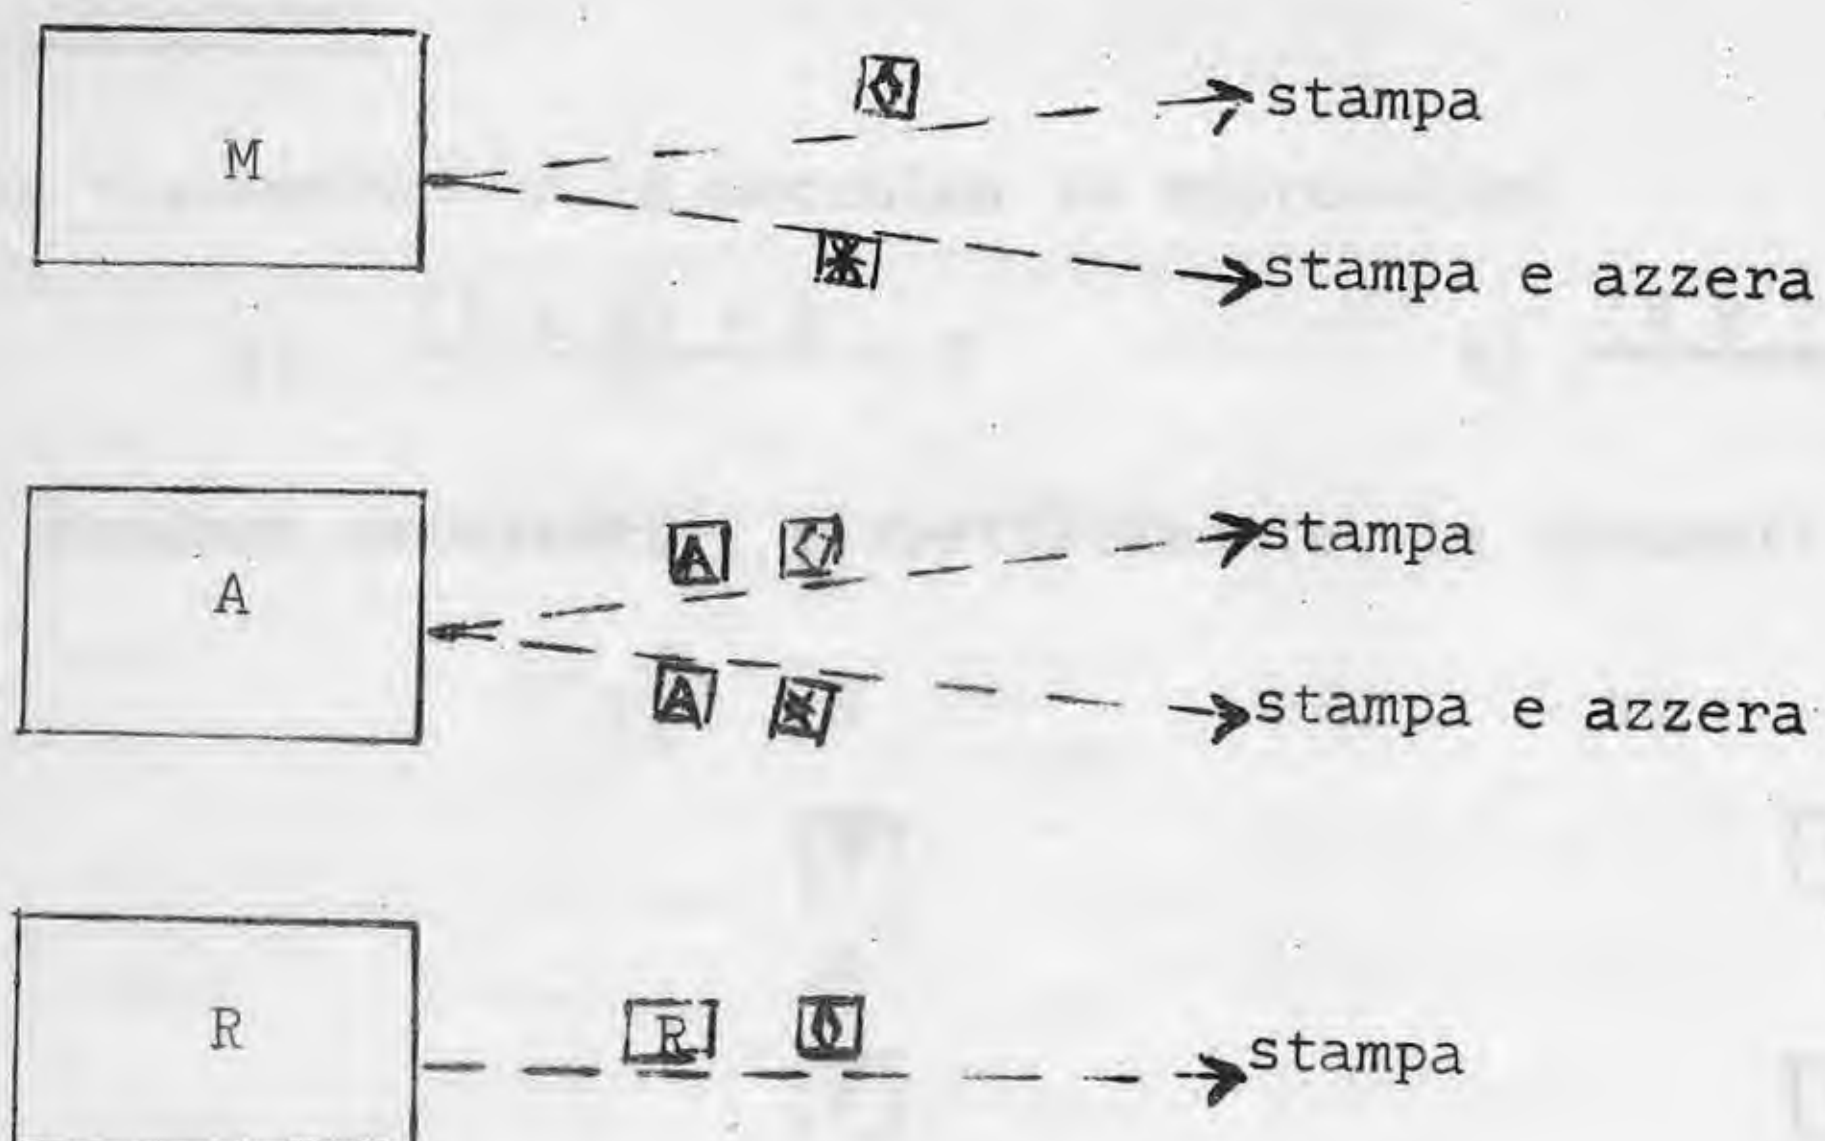 ◊ stampa
M
* stampa e azzera
A ◊ stampa
A
A * stampa e azzera
R ◊ stampa
R